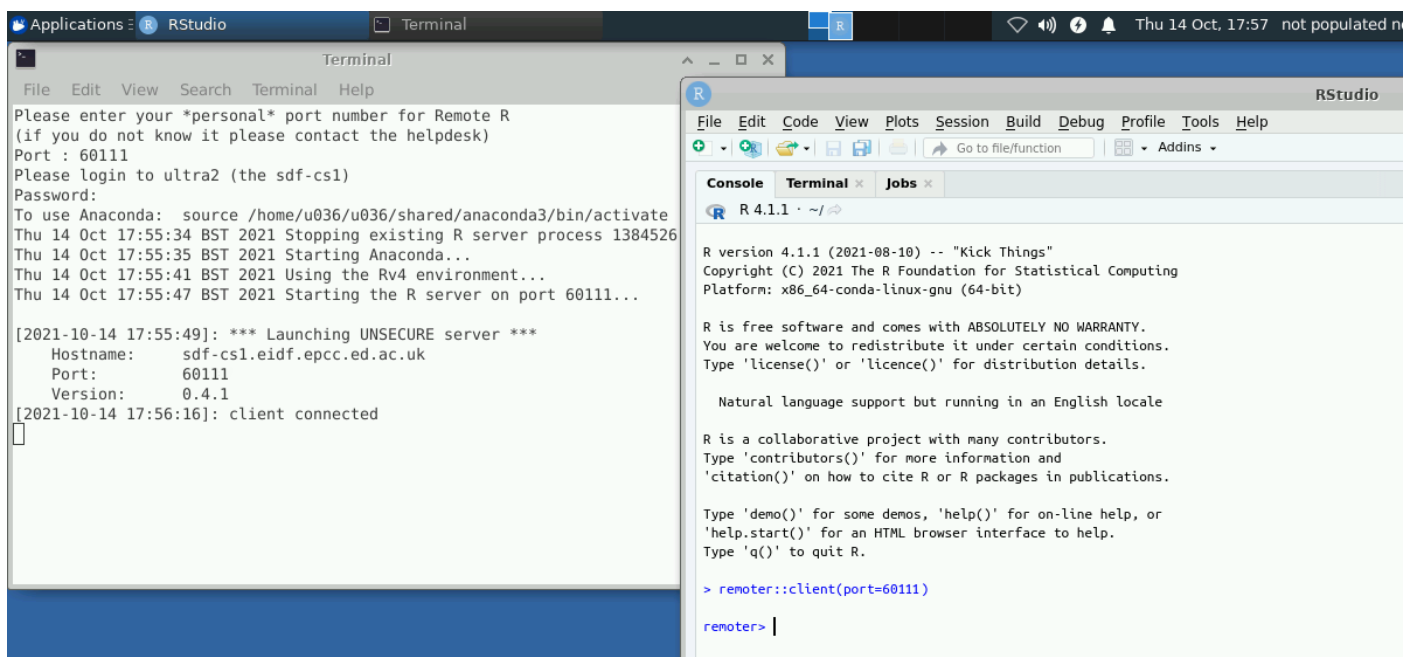 Applications RStudio Terminal Thu 14 Oct, 17:57 not populated
Terminal
File Edit View Search Terminal Help
Please enter your *personal* port number for Remote R
(if you do not know it please contact the helpdesk)
Port : 60111
Please login to ultra2 (the sdf-cs1)
Password:
To use Anaconda:  source /home/u036/u036/shared/anaconda3/bin/activate
Thu 14 Oct 17:55:34 BST 2021 Stopping existing R server process 1384526
Thu 14 Oct 17:55:35 BST 2021 Starting Anaconda...
Thu 14 Oct 17:55:41 BST 2021 Using the Rv4 environment...
Thu 14 Oct 17:55:47 BST 2021 Starting the R server on port 60111...
[2021-10-14 17:55:49]: *** Launching UNSECURE server ***
Hostname: sdf-cs1.eidf.epcc.ed.ac.uk
Port: 60111
Version: 0.4.1
[2021-10-14 17:56:16]: client connected
RStudio
File Edit Code View Plots Session Build Debug Profile Tools Help
Go to file/function Addins
Console Terminal Jobs
R 4.1.1 · ~/
R version 4.1.1 (2021-08-10) -- "Kick Things"
Copyright (C) 2021 The R Foundation for Statistical Computing
Platform: x86_64-conda-linux-gnu (64-bit)
R is free software and comes with ABSOLUTELY NO WARRANTY.
You are welcome to redistribute it under certain conditions.
Type 'license()' or 'licence()' for distribution details.
Natural language support but running in an English locale
R is a collaborative project with many contributors.
Type 'contributors()' for more information and
'citation()' on how to cite R or R packages in publications.
Type 'demo()' for some demos, 'help()' for on-line help, or
'help.start()' for an HTML browser interface to help.
Type 'q()' to quit R.
> remoter::client(port=60111)
remoter>